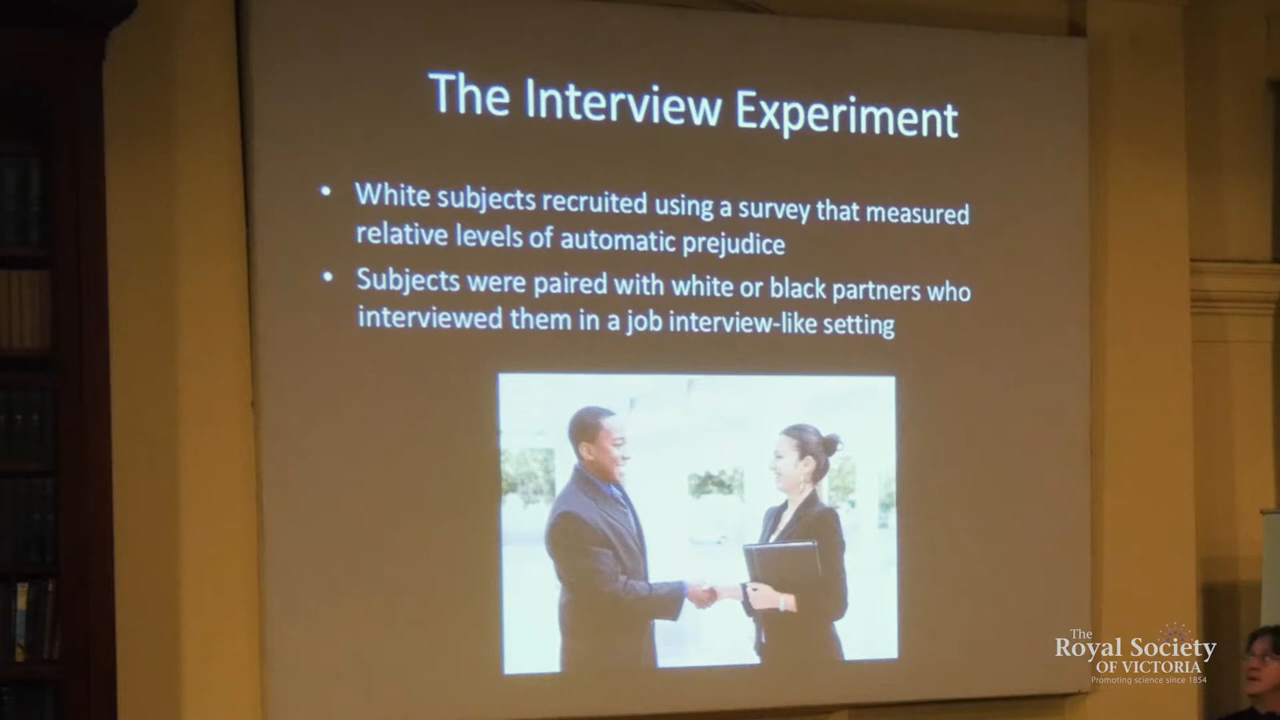 The Interview Experiment
• White subjects recruited using a survey that measured
relative levels of automatic prejudice
• Subjects were paired with white or black partners who
interviewed them in a job interview-like setting
The
Royal Society
OF VICTORIA
Promoting science since 1854